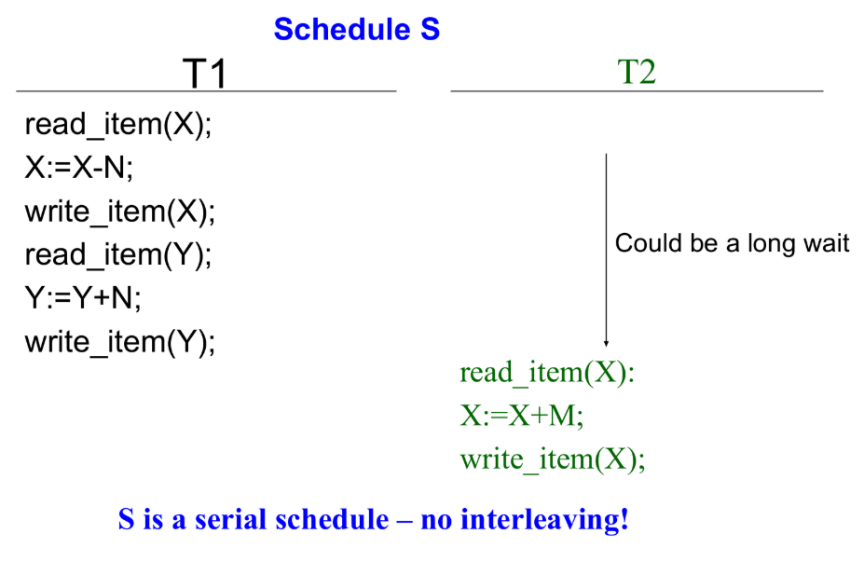 Schedule S
T1
T2
read_item(X);
X:=X-N;
write_item(X);
read_item(Y);
Y:=Y+N;
write_item(Y);
Could be a long wait
read_item(X):
X:=X+M;
write_item(X);
S is a serial schedule – no interleaving!